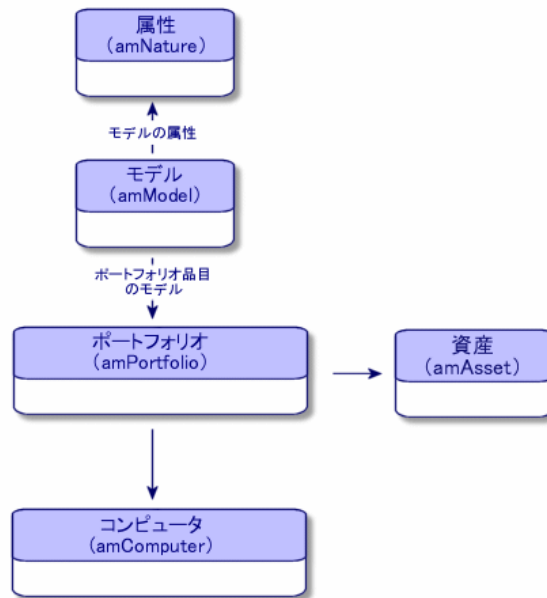 属性
(amNature)
モデルの属性
モデル
(amModel)
ポートフォリオ品目
のモデル
ポートフォリオ
(amPortfolio)
資産
(amAsset)
コンピュータ
(amComputer)